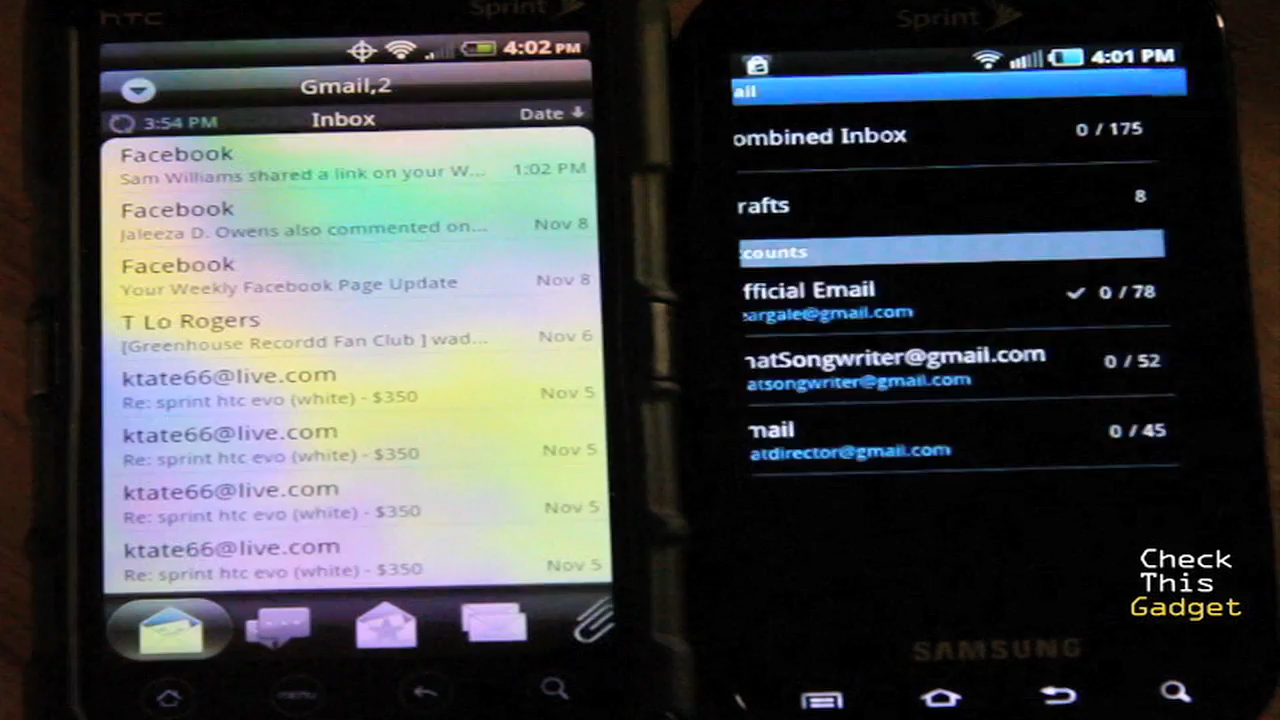 hTC
Sprint
4:02 PM
Gmail,2
3:54 PM Inbox Date
Facebook
Sam Williams shared a link on your W... 1:02 PM
Facebook
Jaleeza D. Owens also commented on... Nov 8
Facebook
Your Weekly Facebook Page Update Nov 8
T Lo Rogers
[Greenhouse Recordd Fan Club ] wad... Nov 6
ktate66@live.com
Re: sprint htc evo (white) - $350 Nov 5
ktate66@live.com
Re: sprint htc evo (white) - $350 Nov 5
ktate66@live.com
Re: sprint htc evo (white) - $350 Nov 5
ktate66@live.com
Re: sprint htc evo (white) - $350 Nov 5
menu
Sprint
4:01 PM
ail
ombined Inbox 0 / 175
rafts 8
counts
fficial Email 0 / 78
argale@gmail.com
hatSongwriter@gmail.com 0 / 52
atsongwriter@gmail.com
mail 0 / 45
atdirector@gmail.com
SAMSUNG
Check
This
Gadget